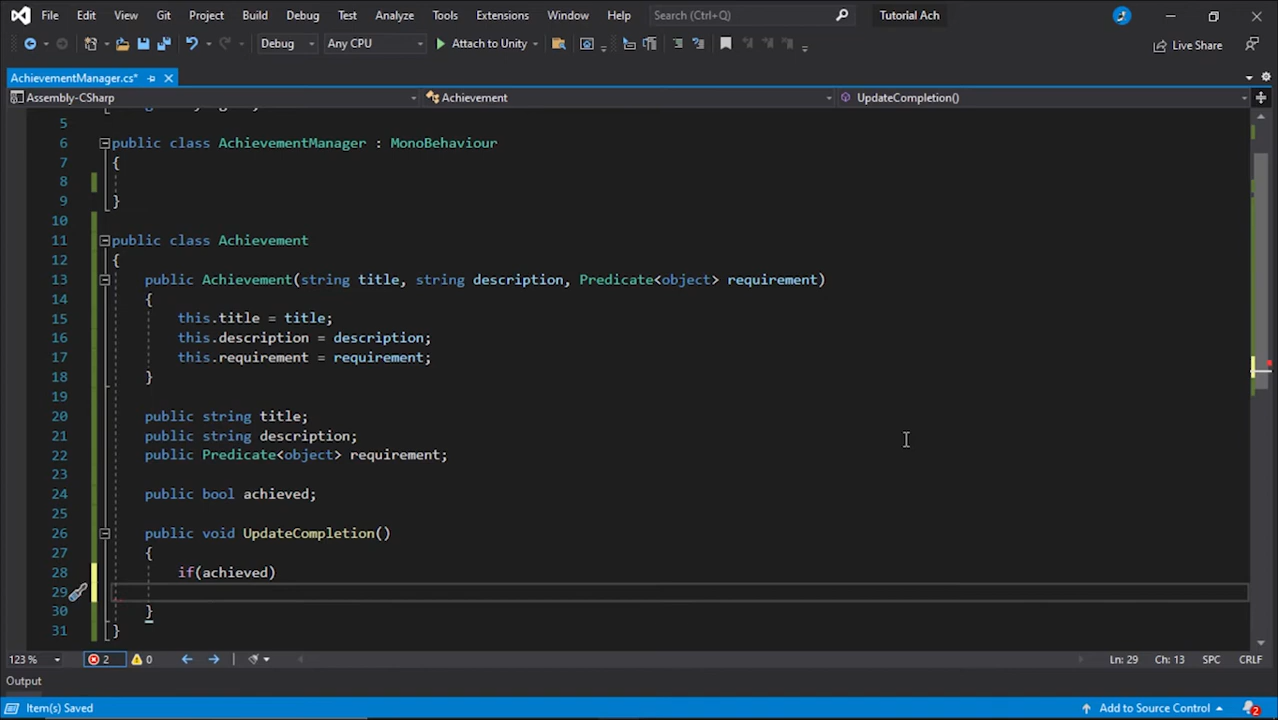 File Edit View Git Project Build Debug Test Analyze Tools Extensions Window Help Search (Ctrl+Q) Tutorial Ach
Debug Any CPU Attach to Unity Live Share
AchievementManager.cs*
Assembly-CSharp Achievement UpdateCompletion()
5
6 public class AchievementManager : MonoBehaviour
7 {
8
9 }
10
11 public class Achievement
12 {
13 public Achievement(string title, string description, Predicate<object> requirement)
14 {
15 this.title = title;
16 this.description = description;
17 this.requirement = requirement;
18 }
19
20 public string title;
21 public string description;
22 public Predicate<object> requirement;
23
24 public bool achieved;
25
26 public void UpdateCompletion()
27 {
28 if(achieved)
29
30 }
31 }
123 % 2 0 Ln: 29 Ch: 13 SPC CRLF
Output
Item(s) Saved Add to Source Control 2